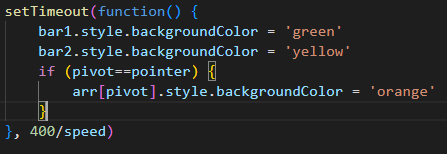 setTimeout(function() {
    bar1.style.backgroundColor = 'green'
    bar2.style.backgroundColor = 'yellow'
    if (pivot==pointer) {
        arr[pivot].style.backgroundColor = 'orange'
    }
}, 400/speed)